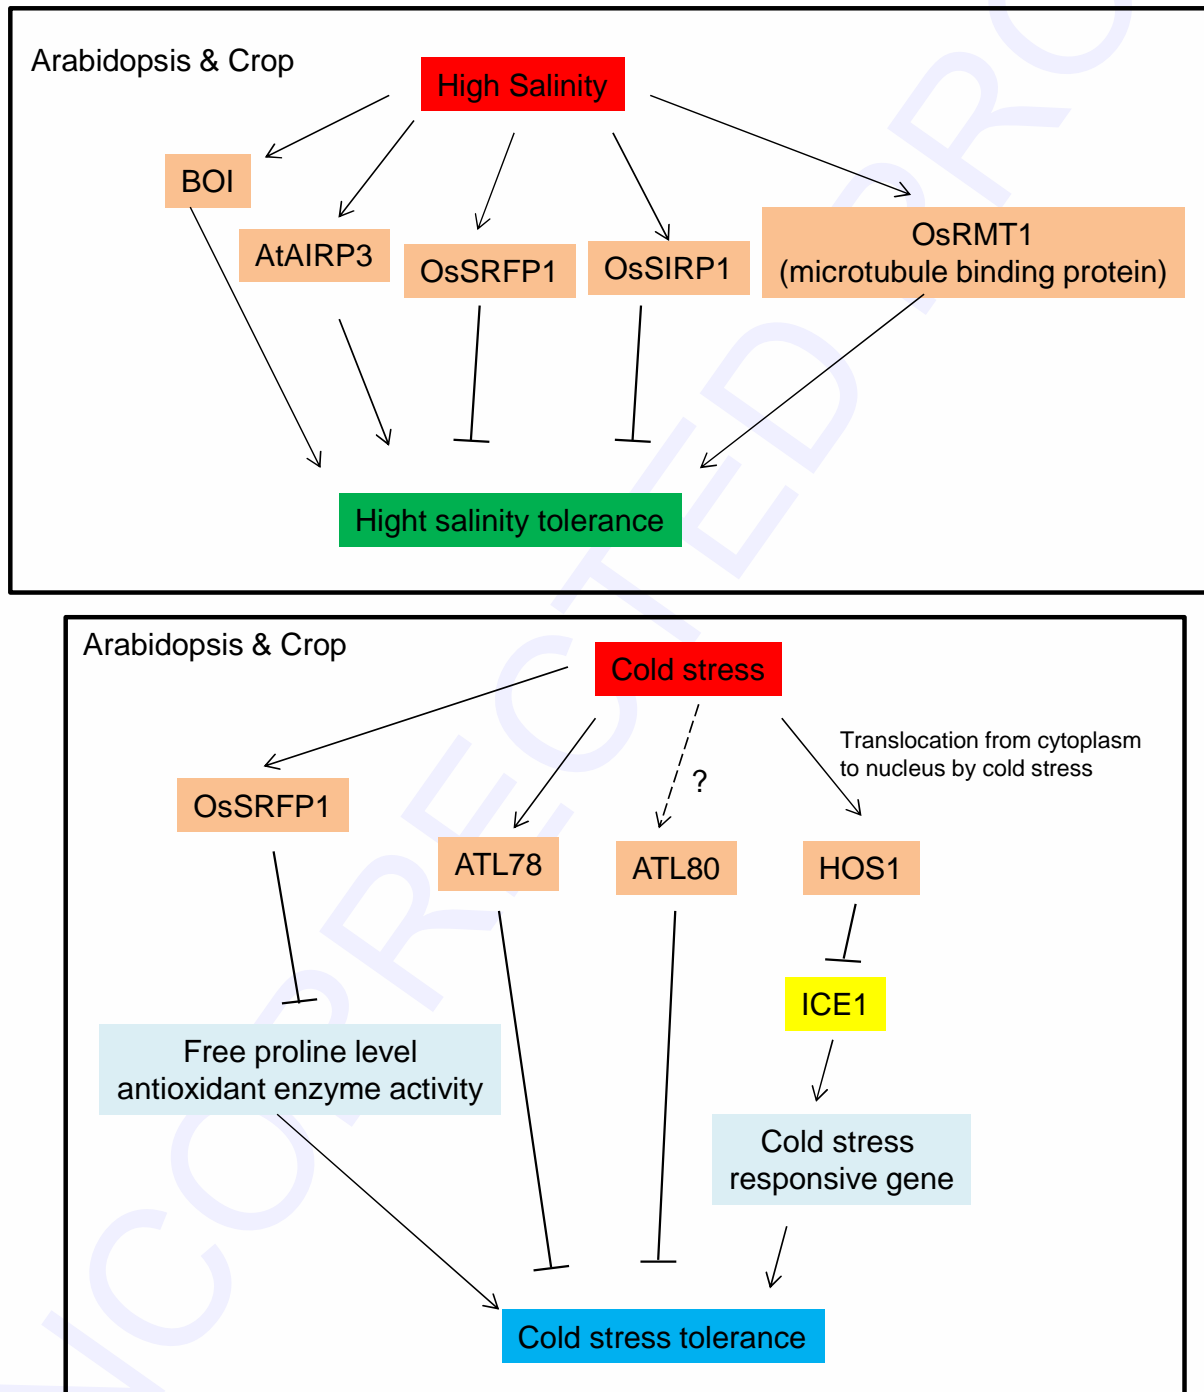 Arabidopsis & Crop
High Salinity
BOI
AtAIRP3
OsSRFP1
OsSIRP1
OsRMT1
(microtubule binding protein)
Hight salinity tolerance
Arabidopsis & Crop
Cold stress
Translocation from cytoplasm
to nucleus by cold stress
?
OsSRFP1
ATL78
ATL80
HOS1
ICE1
Free proline level
antioxidant enzyme activity
Cold stress
responsive gene
Cold stress tolerance
NCORRECTED PRO